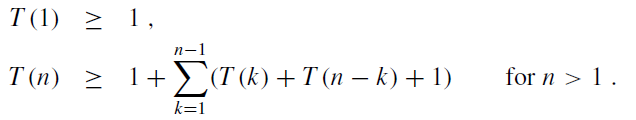 T(1) ≥ 1 ,
T(n) ≥ 1 + ∑_{k=1}^{n−1} (T(k) + T(n − k) + 1) for n > 1 .